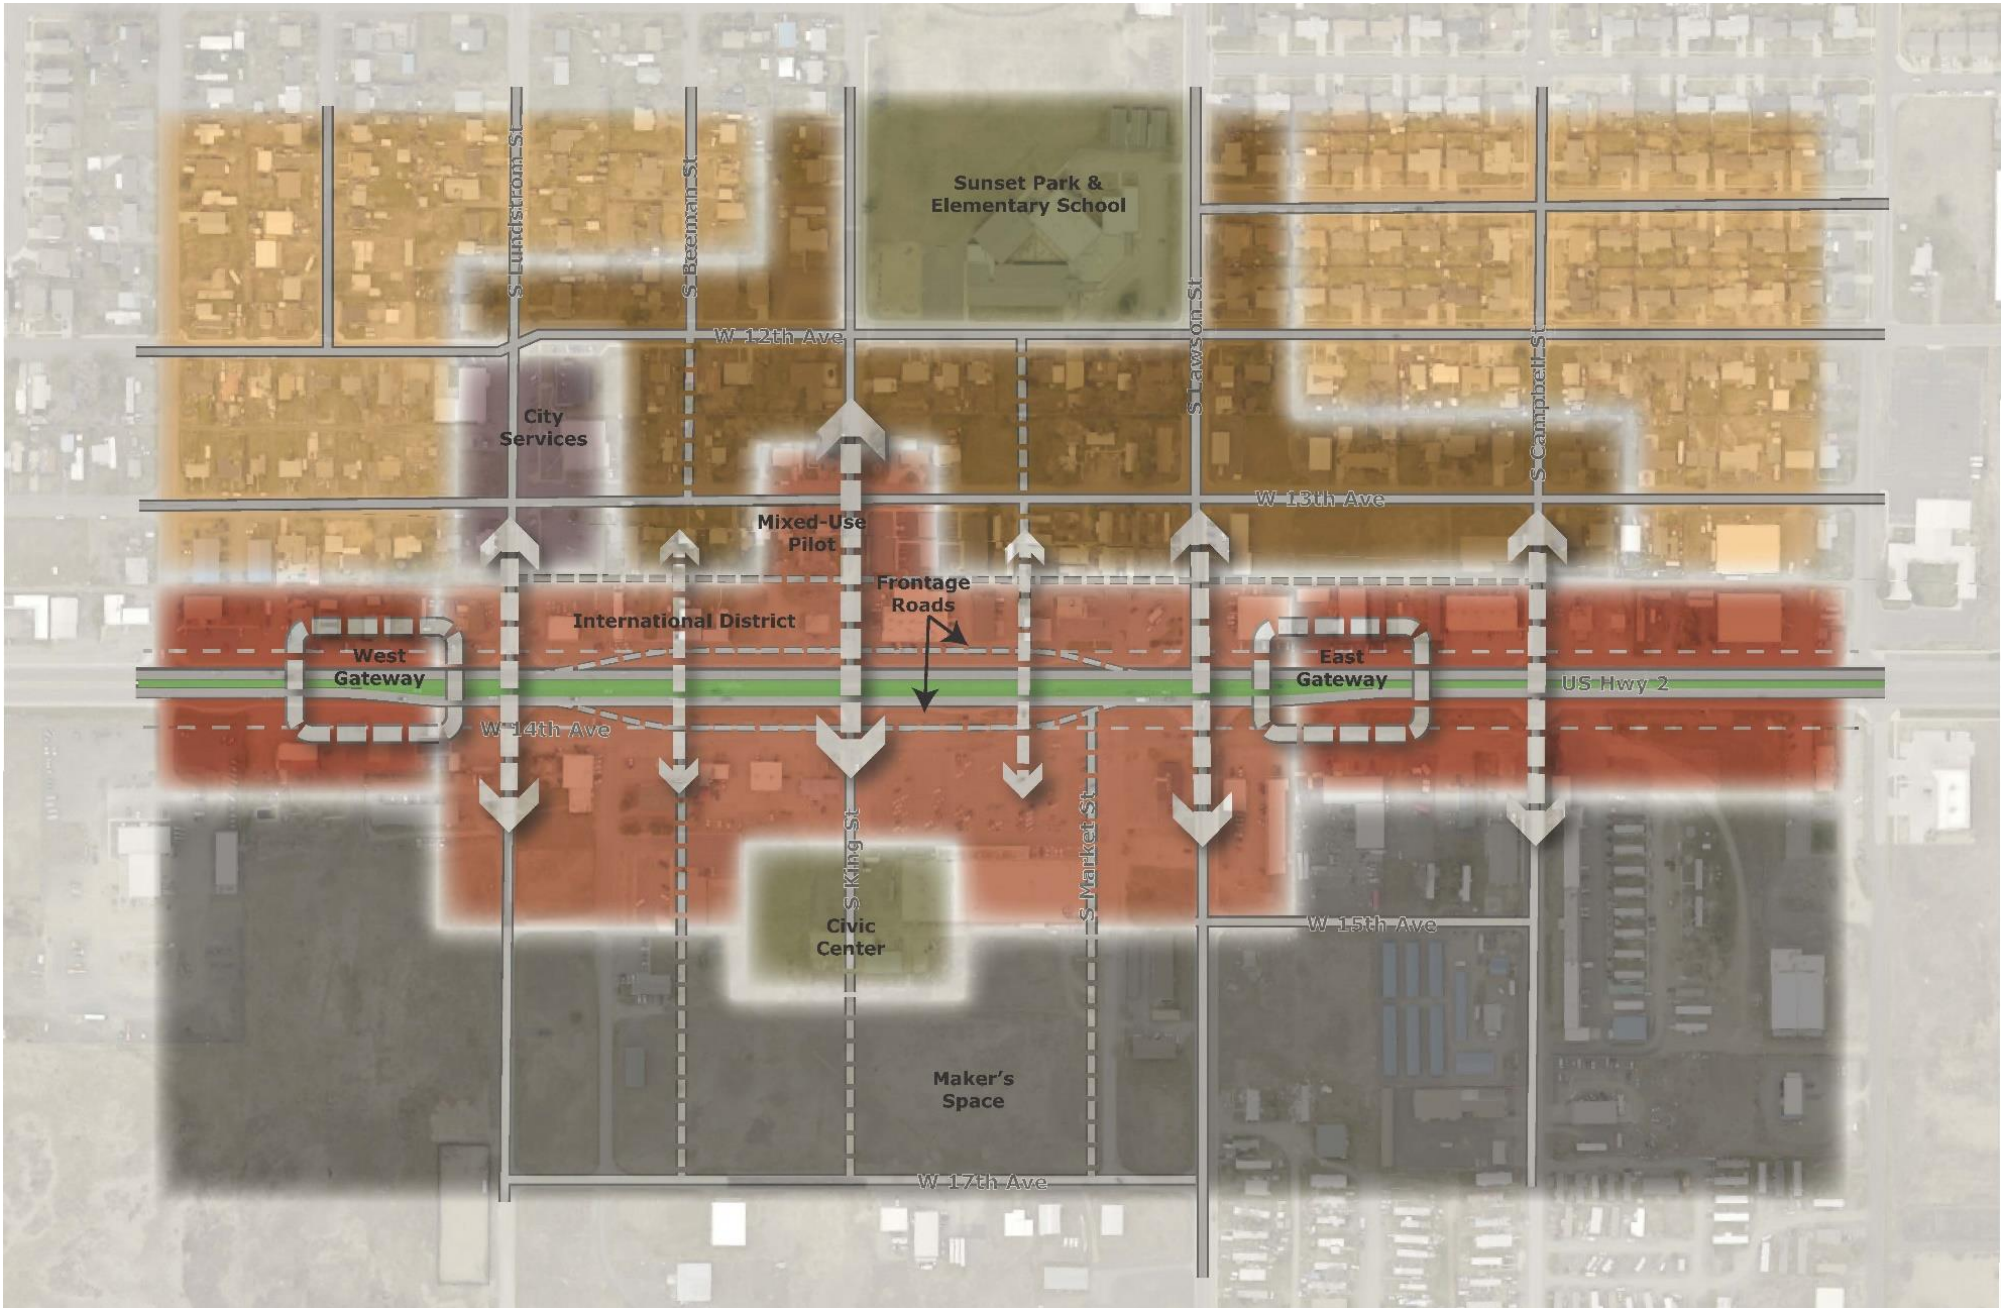 S Lundstrom St
S Beeman St
Sunset Park &
Elementary School
W 12th Ave
S Lawson St
S Campbell St
City
Services
W 13th Ave
Mixed-Use
Pilot
Frontage
Roads
International District
West
Gateway
East
Gateway
US Hwy 2
W 14th Ave
S King St
S Market St
W 15th Ave
Civic
Center
Maker’s
Space
W 17th Ave